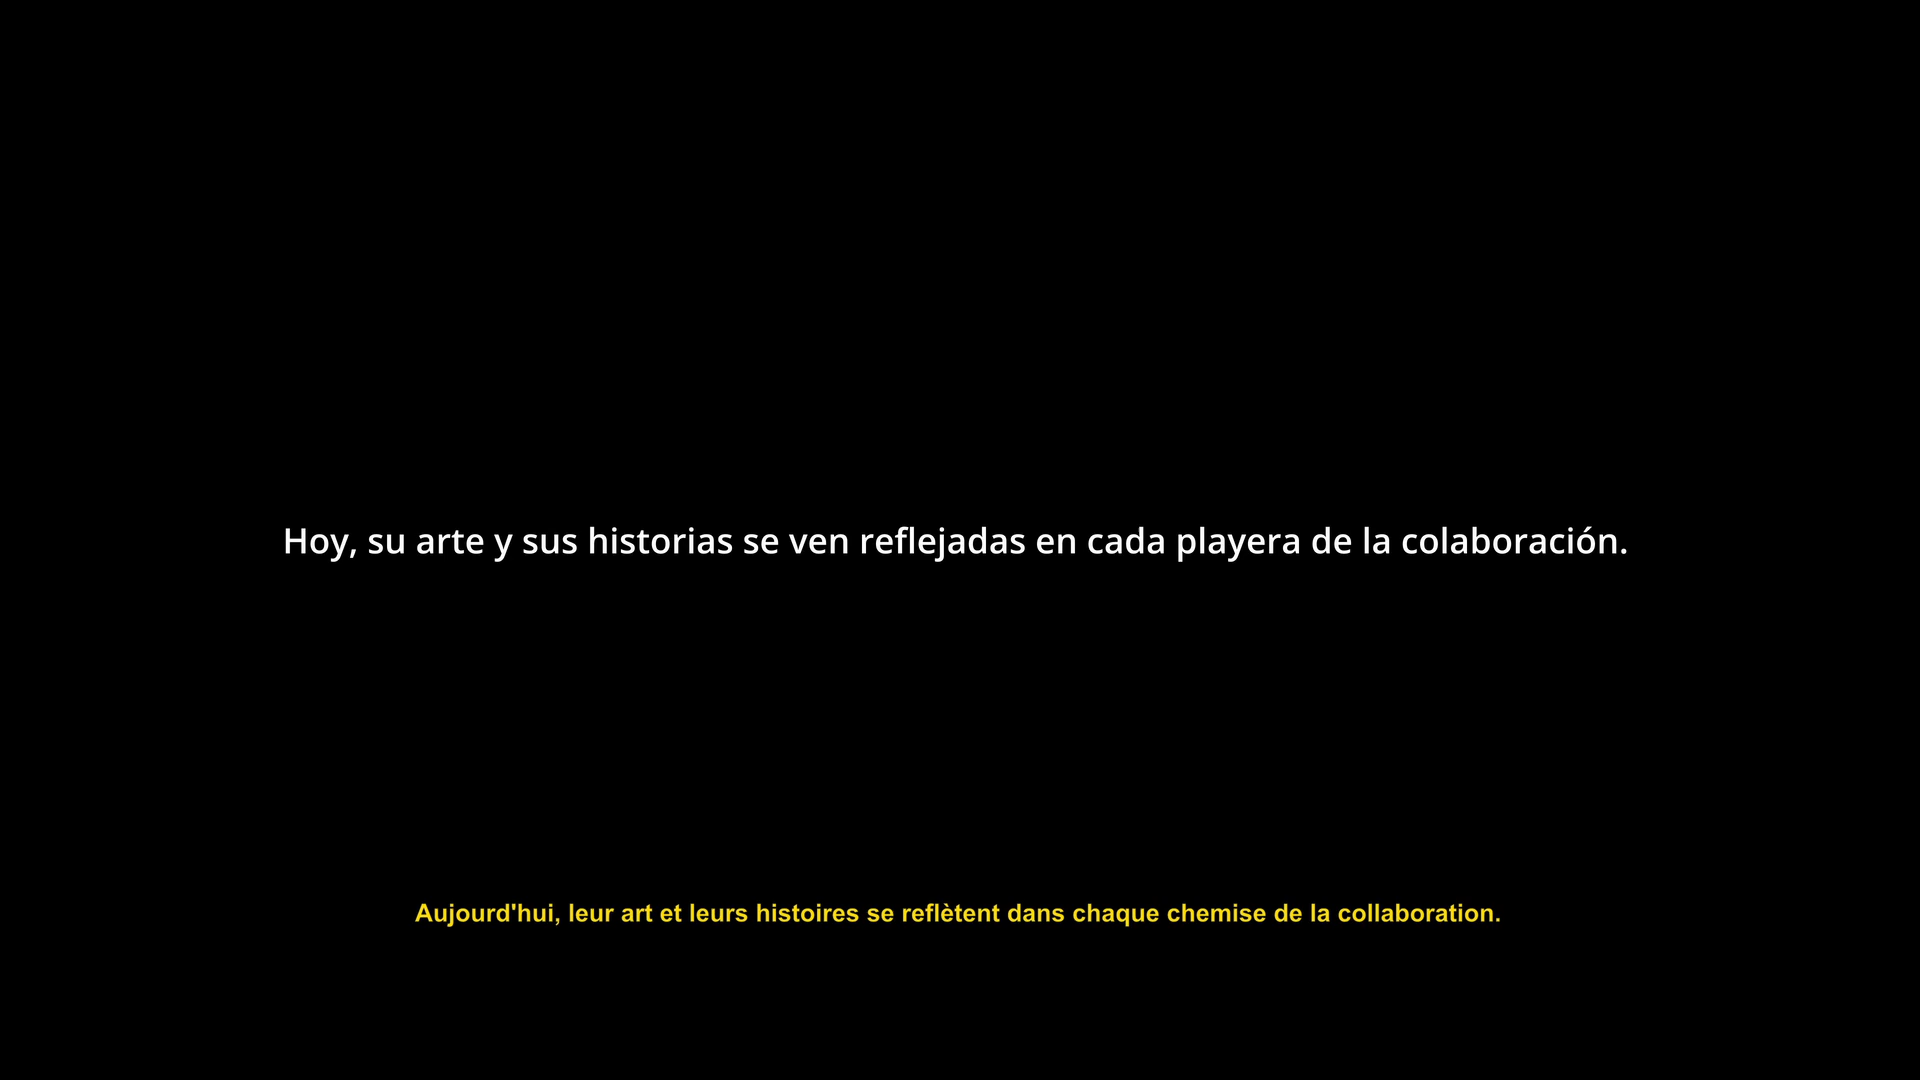 Hoy, su arte y sus historias se ven reflejadas en cada playera de la colaboración.
Aujourd'hui, leur art et leurs histoires se reflètent dans chaque chemise de la collaboration.